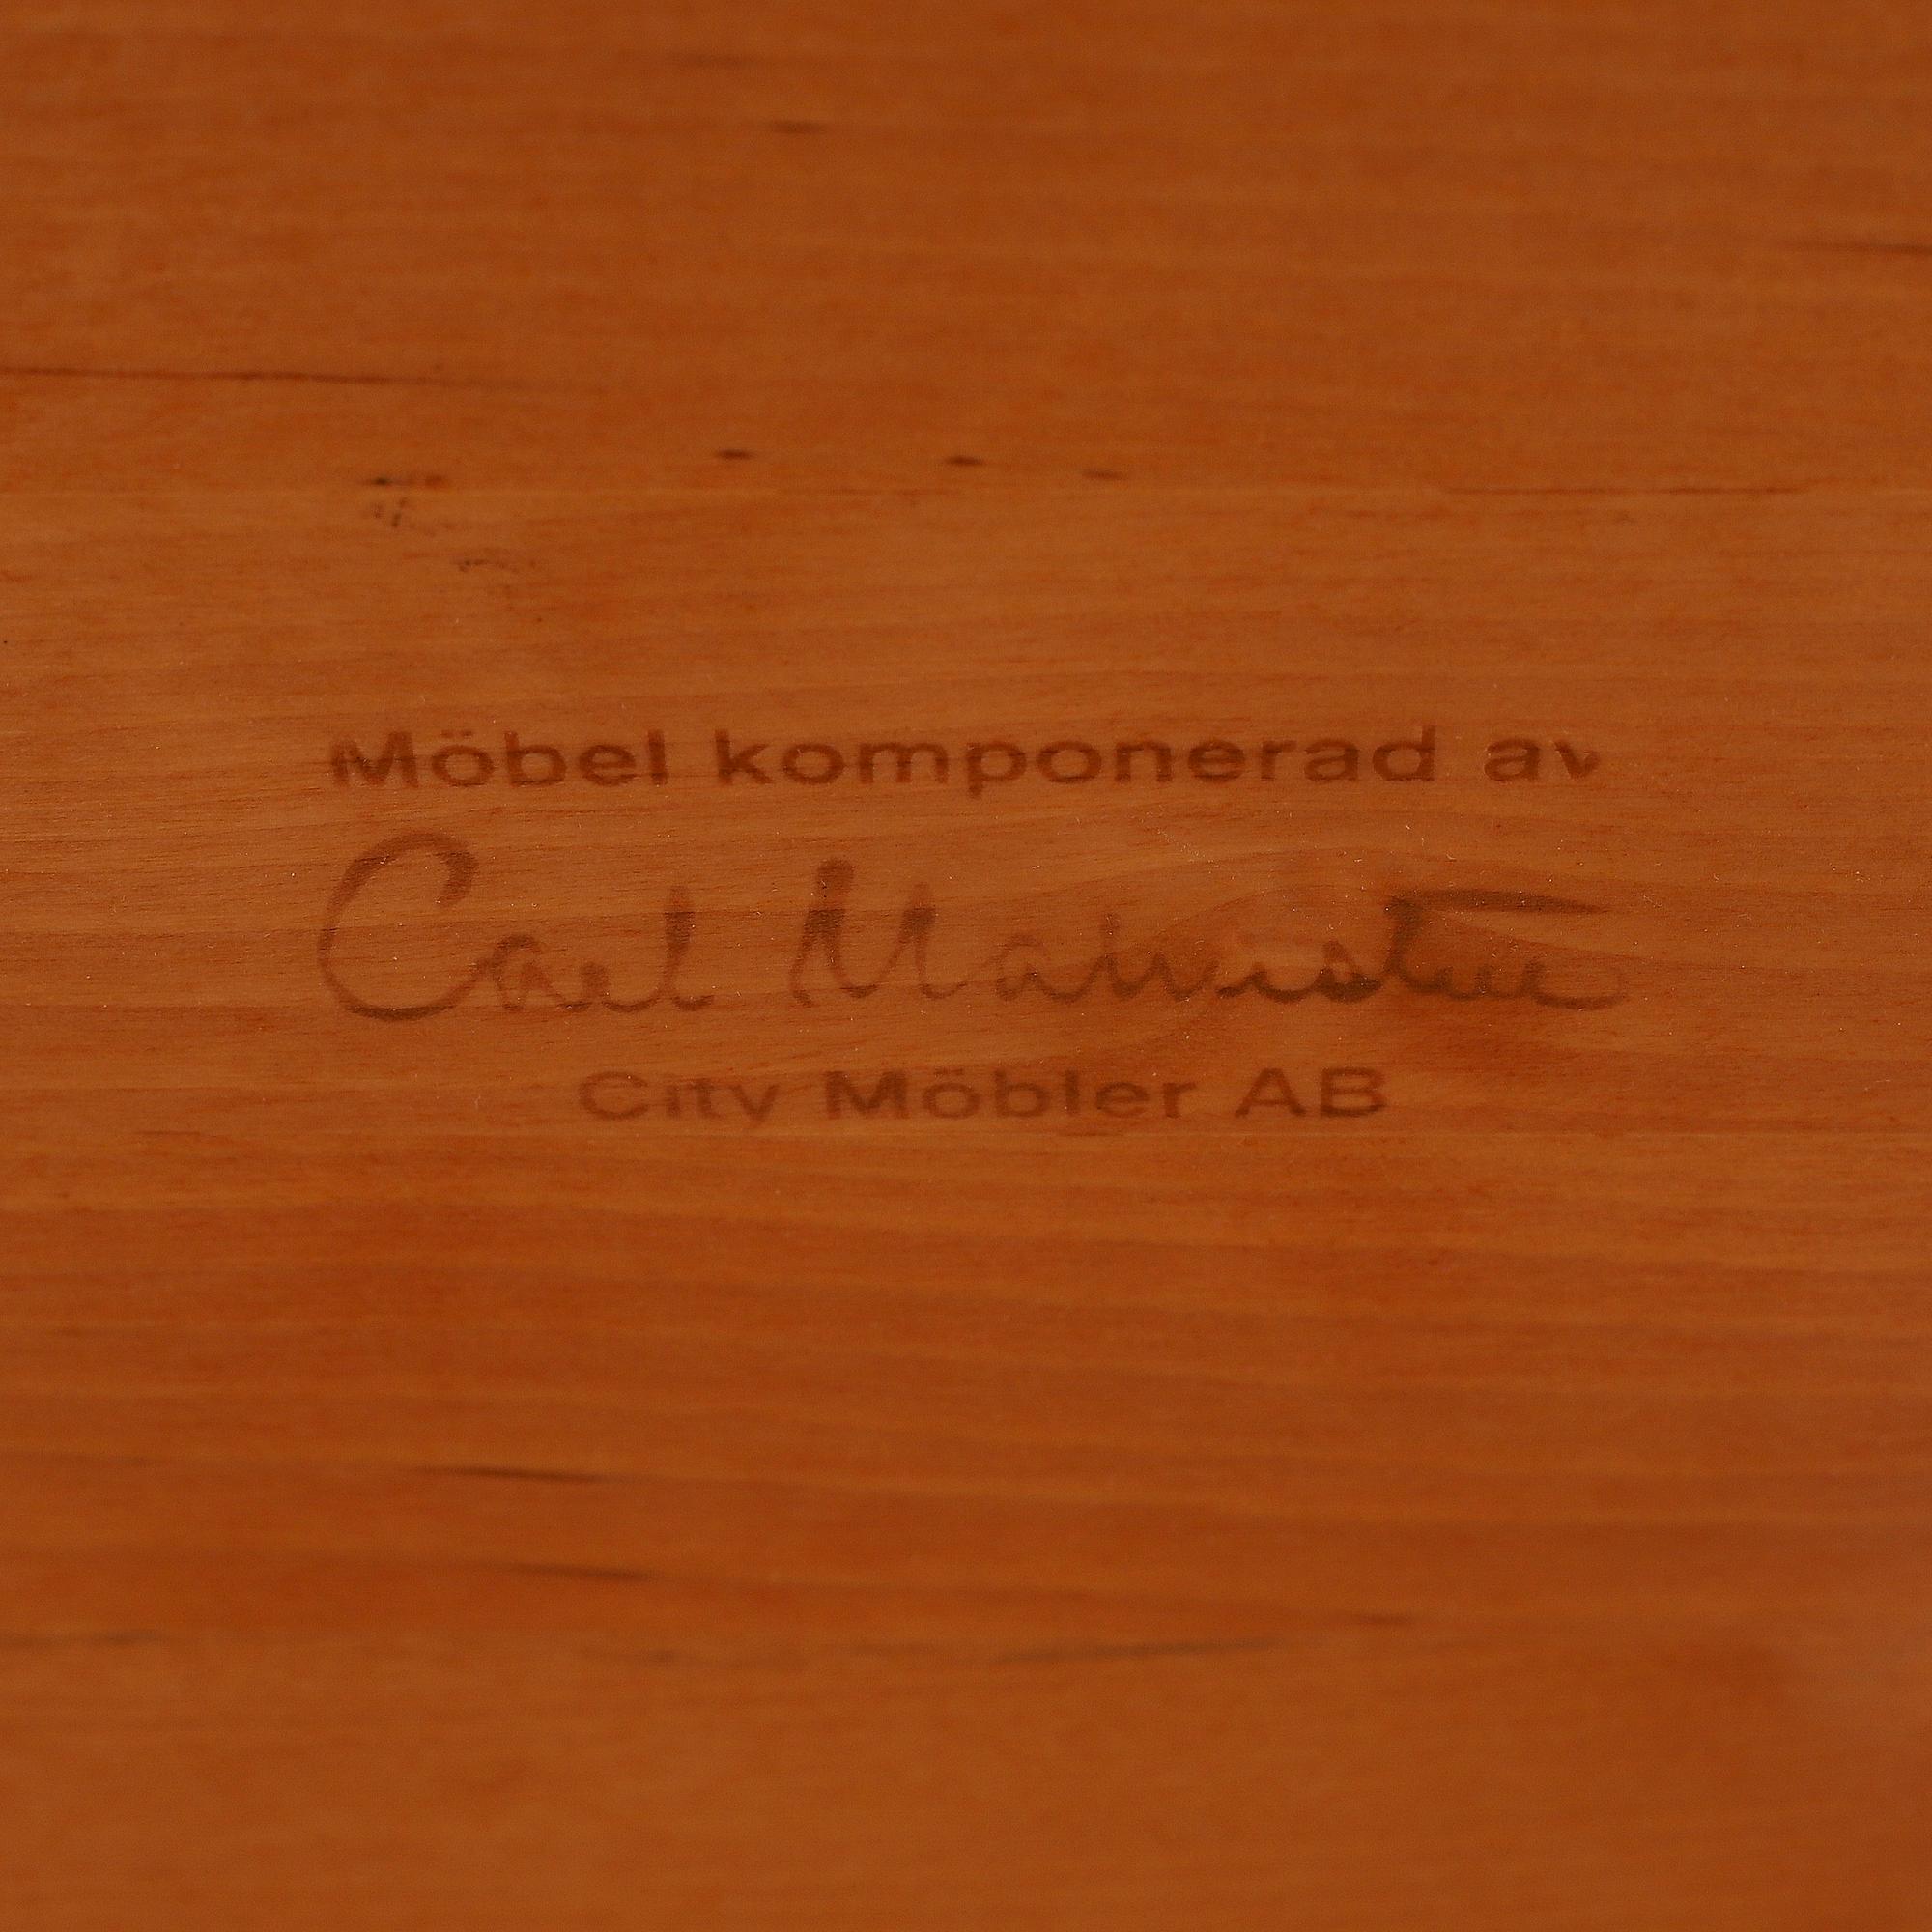 Möbel komponerad av
Carl Malmsten
City Möbler AB